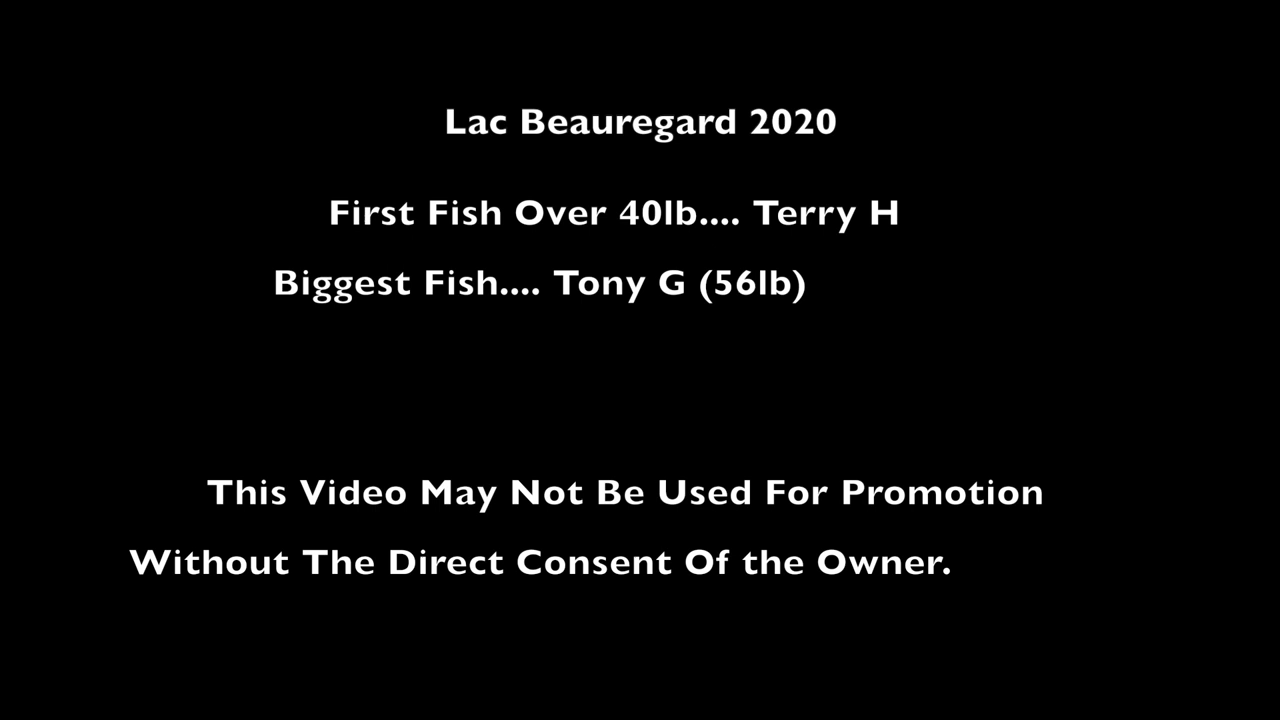 Lac Beauregard 2020
First Fish Over 40lb.... Terry H
Biggest Fish.... Tony G (56lb)
This Video May Not Be Used For Promotion
Without The Direct Consent Of the Owner.